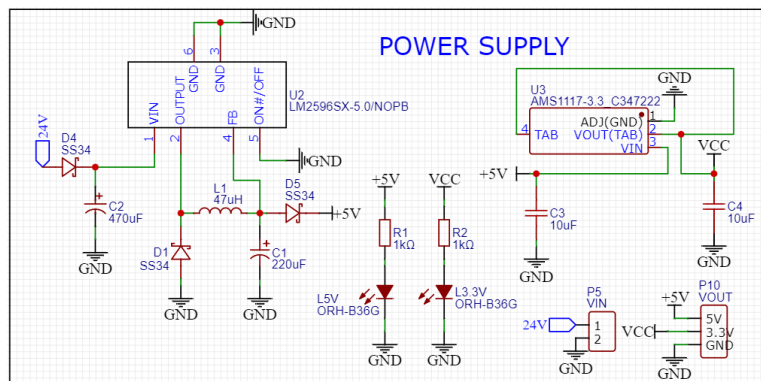 POWER SUPPLY
GND
6
GND
3
GND
U2
LM2596SX-5.0/NOPB
VIN
OUTPUT
FB
ON#/OFF
1
2
4
5
24V
D4
SS34
C2
470uF
GND
GND
L1
47uH
D5
SS34
+5V
D1
SS34
GND
C1
220uF
GND
+5V
R1
1kΩ
L5V
ORH-B36G
GND
VCC
R2
1kΩ
L3.3V
ORH-B36G
GND
U3
AMS1117-3.3_C347222
GND
4
TAB
ADJ(GND)
1
VOUT(TAB)
2
VIN
3
+5V
VCC
C3
10uF
GND
C4
10uF
GND
P5
VIN
24V
1
2
GND
P10
VOUT
+5V
5V
VCC
3.3V
GND
GND